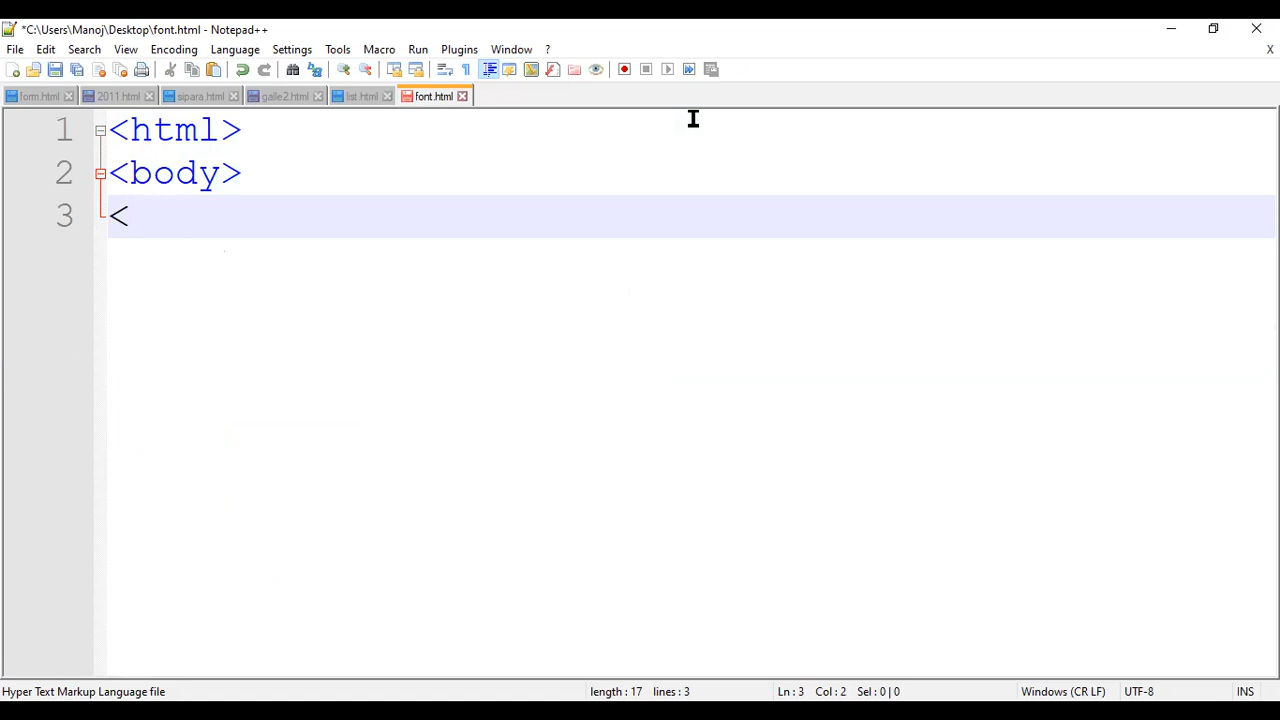 *C:\Users\Manoj\Desktop\font.html - Notepad++
File Edit Search View Encoding Language Settings Tools Macro Run Plugins Window ? X
form.html 2011.html sipara.html galle2.html list.html font.html
1 <html>
2 <body>
3 <
Hyper Text Markup Language file length : 17 lines : 3 Ln : 3 Col : 2 Sel : 0 | 0 Windows (CR LF) UTF-8 INS